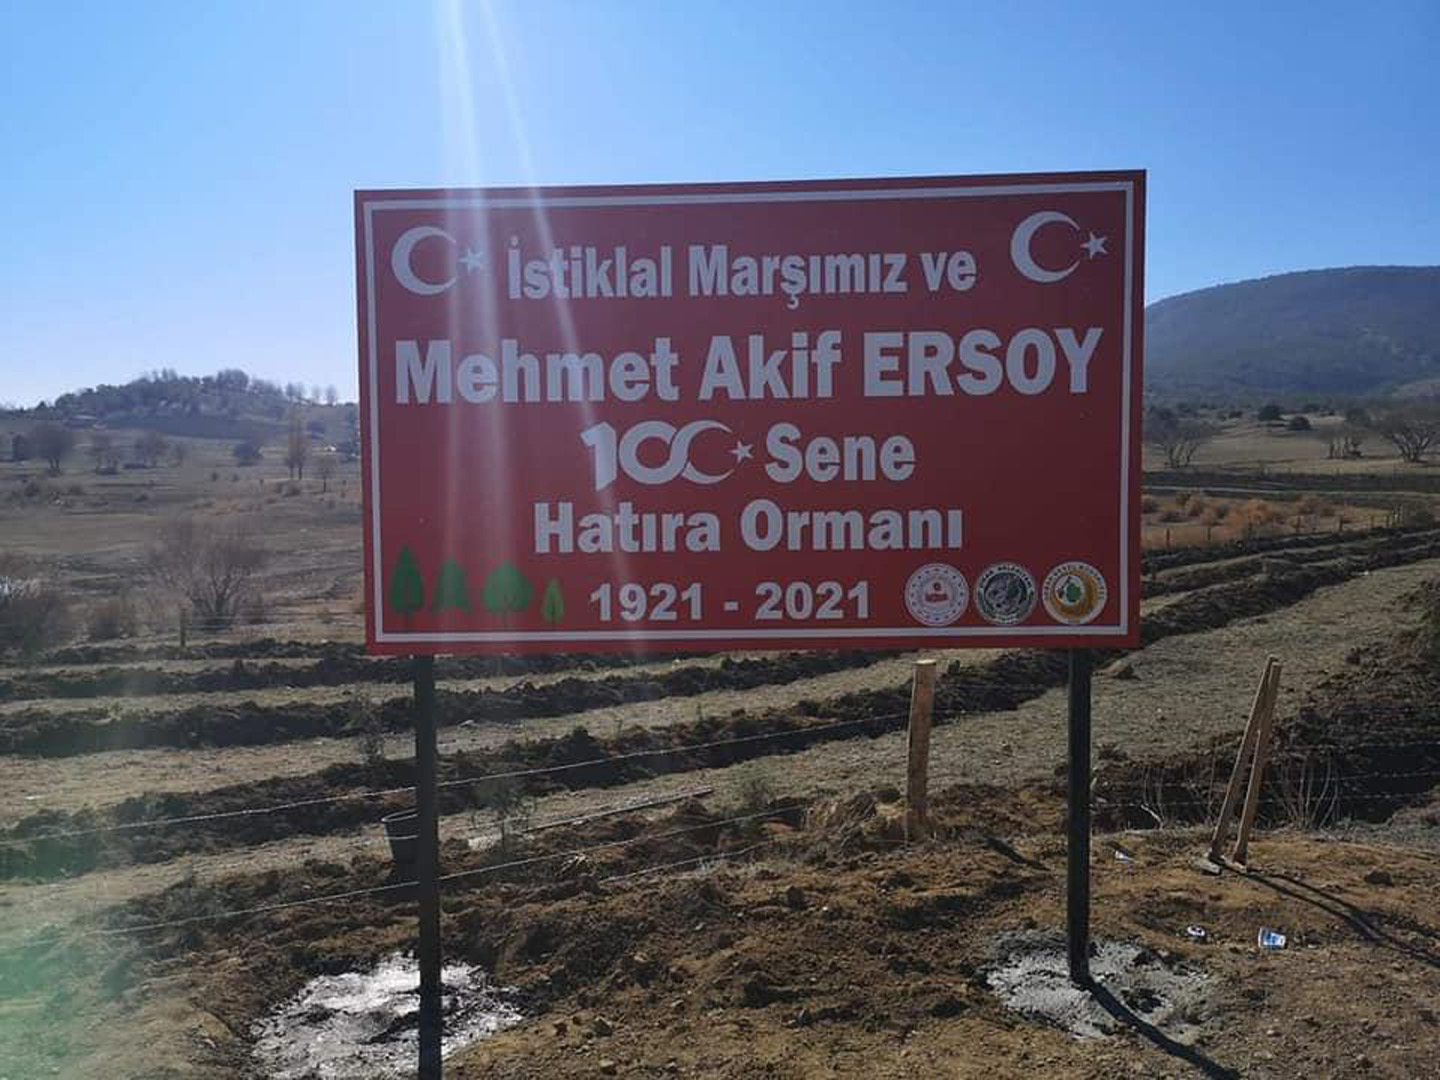 İstiklal Marşımız ve
Mehmet Akif ERSOY
100 Sene
Hatıra Ormanı
1921 - 2021